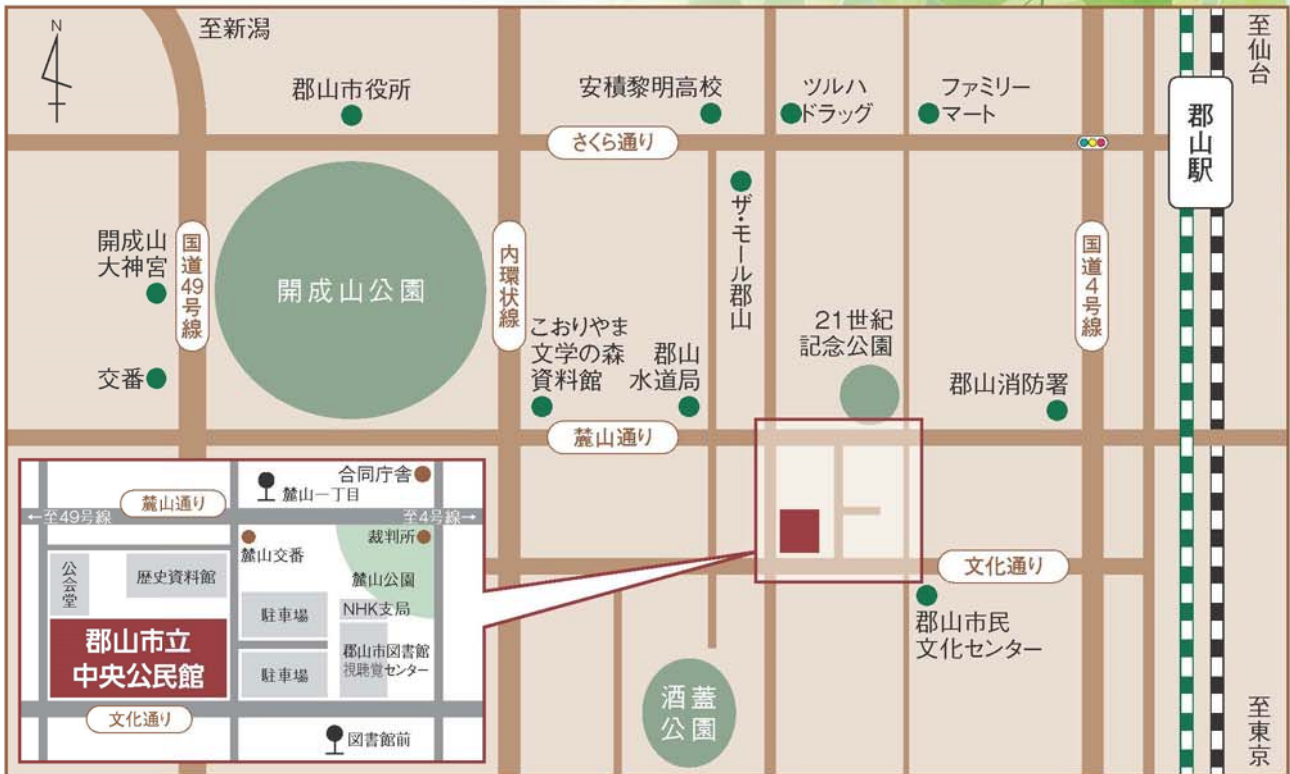 N
至新潟
至仙台
郡山市役所
安積黎明高校
ツルハ
ドラッグ
ファミリー
マート
さくら通り
郡山駅
開成山
大神宮
国道49号線
開成山公園
内環状線
ザ・モール郡山
国道4号線
交番
こおりやま
文学の森
資料館
郡山
水道局
21世紀
記念公園
郡山消防署
麓山通り
文化通り
郡山市民
文化センター
酒蓋
公園
至東京
合同庁舎
麓山一丁目
麓山通り
←至49号線
至4号線→
麓山交番
裁判所
公会堂
歴史資料館
麓山公園
駐車場
NHK支局
郡山市立
中央公民館
郡山市図書館
視聴覚センター
駐車場
文化通り
図書館前